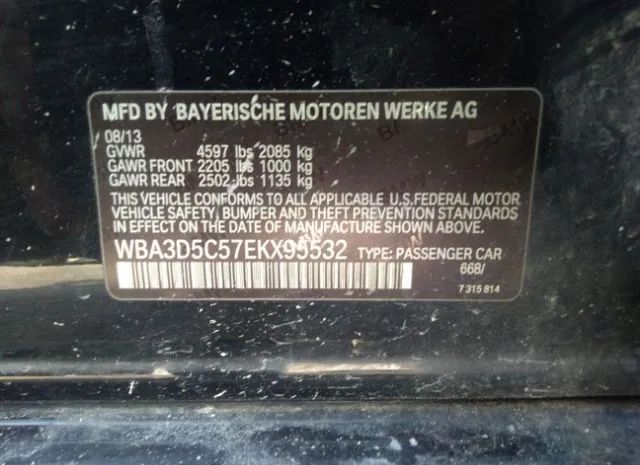 MFD BY BAYERISCHE MOTOREN WERKE AG
08/13
GVWR 4597 lbs 2085 kg
GAWR FRONT 2205 lbs 1000 kg
GAWR REAR 2502 lbs 1135 kg
THIS VEHICLE CONFORMS TO ALL APPLICABLE U.S.FEDERAL MOTOR
VEHICLE SAFETY, BUMPER AND THEFT PREVENTION STANDARDS
IN EFFECT ON THE DATE OF MANUFACTURE SHOWN ABOVE.
WBA3D5C57EKX95532 TYPE: PASSENGER CAR
668/
7 315 814